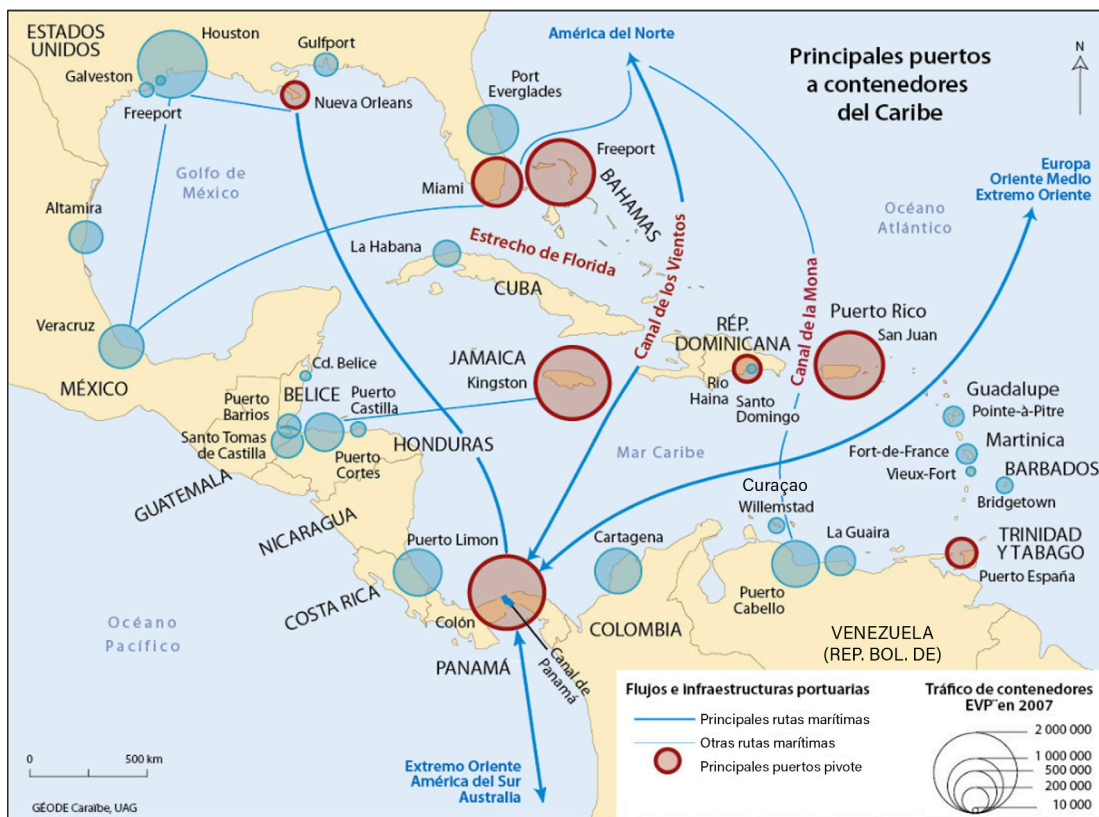 Principales puertos
a contenedores
del Caribe
N
ESTADOS
UNIDOS
Houston
Galveston
Freeport
Gulfport
Nueva Orleans
América del Norte
Port
Everglades
Miami
Freeport
BAHAMAS
Golfo de
México
Altamira
Veracruz
MÉXICO
La Habana
Estrecho de Florida
CUBA
Canal de los Vientos
Canal de la Mona
Europa
Oriente Medio
Extremo Oriente
Océano
Atlántico
Puerto Rico
San Juan
RÉP.
DOMINICANA
Rio
Haina
Santo
Domingo
JAMAICA
Kingston
Cd. Belice
BELICE
Puerto
Barrios
Puerto
Castilla
Santo Tomas
de Castilla
Puerto
Cortes
HONDURAS
GUATEMALA
NICARAGUA
Mar Caribe
Guadalupe
Pointe-à-Pitre
Martinica
Fort-de-France
Vieux-Fort
BARBADOS
Bridgetown
Curaçao
Willemstad
La Guaira
Puerto
Cabello
TRINIDAD
Y TABAGO
Puerto España
Puerto Limon
COSTA RICA
Cartagena
Colón
PANAMÁ
Canal de
Panamá
COLOMBIA
VENEZUELA
(REP. BOL. DE)
Océano
Pacífico
Extremo Oriente
América del Sur
Australia
0
500 km
GÉODE Caraïbe, UAG
Flujos e infraestructuras portuarias
Principales rutas marítimas
Otras rutas marítimas
Principales puertos pivote
Tráfico de contenedores
EVP¨en 2007
2 000 000
1 000 000
500 000
200 000
10 000